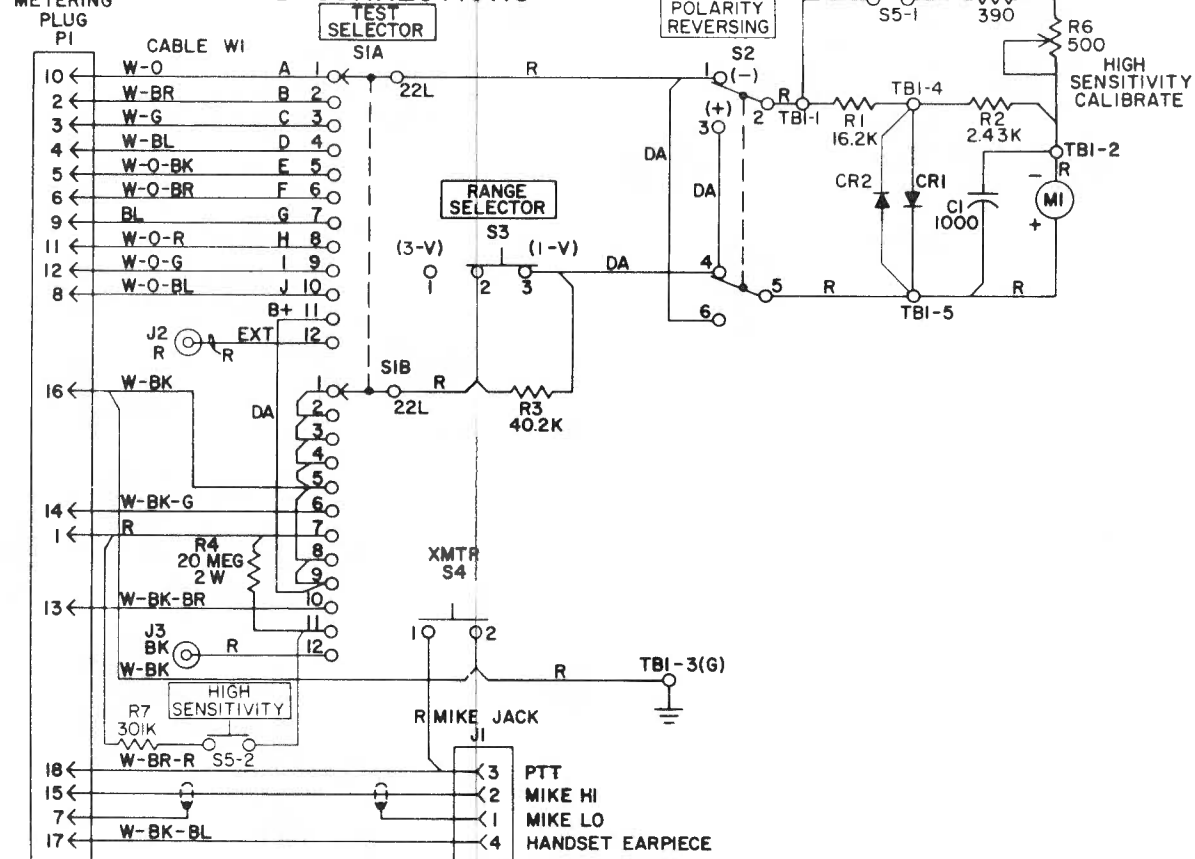 METERING
PLUG
P1
CABLE W1
TEST
SELECTOR
S1A
POLARITY
REVERSING
S2
S5-1
390
R6
500
HIGH
SENSITIVITY
CALIBRATE
10 W-O A 1
22L
R
1 (-)
2 W-BR B 2
3 W-G C 3
4 W-BL D 4
5 W-O-BK E 5
6 W-O-BR F 6
9 BL G 7
11 W-O-R H 8
12 W-O-G I 9
8 W-O-BL J 10
B+ 11
J2
R
R
EXT 12
(+)
3
2
R
TB1-1
R1
16.2K
TB1-4
R2
2.43K
TB1-2
R
DA
DA
CR2
CR1
C1
1000
-
M1
+
RANGE
SELECTOR
S3
(3-V)
(1-V)
1
2
3
DA
4
5
R
TB1-5
R
6
16 W-BK
DA
1
S1B
22L
R
R3
40.2K
2
3
4
5
14 W-BK-G 6
1 R 7
R4
20 MEG
2 W
8
9
13 W-BK-BR 10
11
J3
BK
R
12
XMTR
S4
1
2
W-BK
R
TB1-3(G)
HIGH
SENSITIVITY
R7
301K
S5-2
R
MIKE JACK
J1
18 W-BR-R 3 PTT
15 2 MIKE HI
7 1 MIKE LO
17 W-BK-BL 4 HANDSET EARPIECE